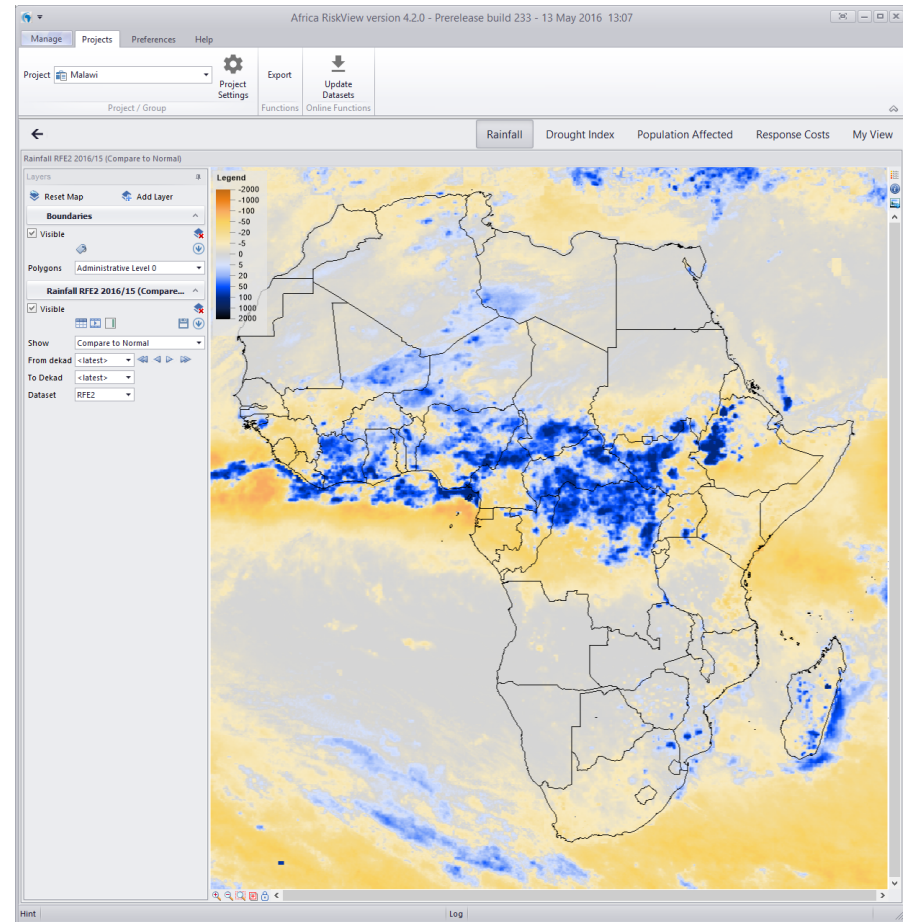 Africa RiskView version 4.2.0 - Prerelease build 233 - 13 May 2016 13:07
Manage Projects Preferences Help
Project Malawi
Project Settings
Export
Update Datasets
Project / Group Functions Online Functions
Rainfall Drought Index Population Affected Response Costs My View
Rainfall RFE2 2016/15 (Compare to Normal)
Layers
Reset Map Add Layer
Boundaries
Visible
Polygons Administrative Level 0
Rainfall RFE2 2016/15 (Compare...
Visible
Show Compare to Normal
From dekad <latest>
To Dekad <latest>
Dataset RFE2
Legend
-2000
-1000
-100
-50
-20
-5
0
5
20
50
100
1000
2000
Hint Log